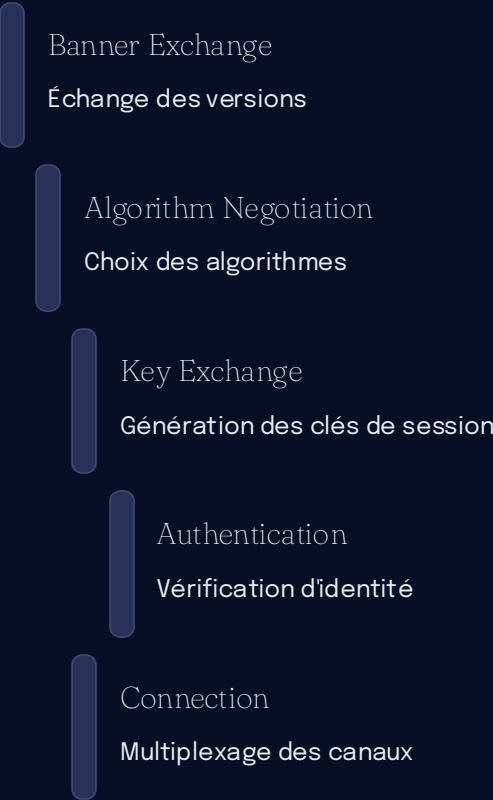 Banner Exchange
Échange des versions
Algorithm Negotiation
Choix des algorithmes
Key Exchange
Génération des clés de session
Authentication
Vérification d'identité
Connection
Multiplexage des canaux